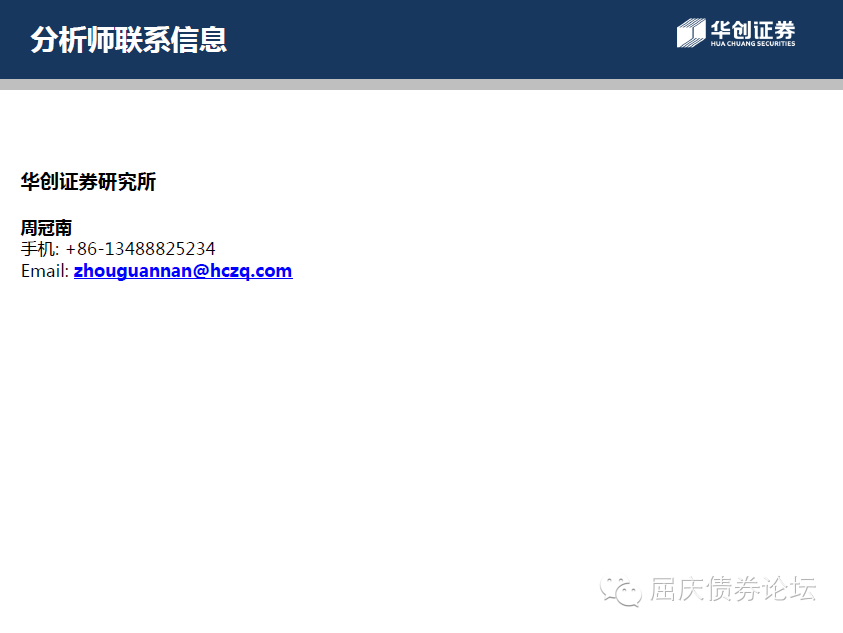 分析师联系信息
华创证券
HUA CHUANG SECURITIES
华创证券研究所
周冠南
手机: +86-13488825234
Email: zhouguannan@hczq.com
屈庆债券论坛